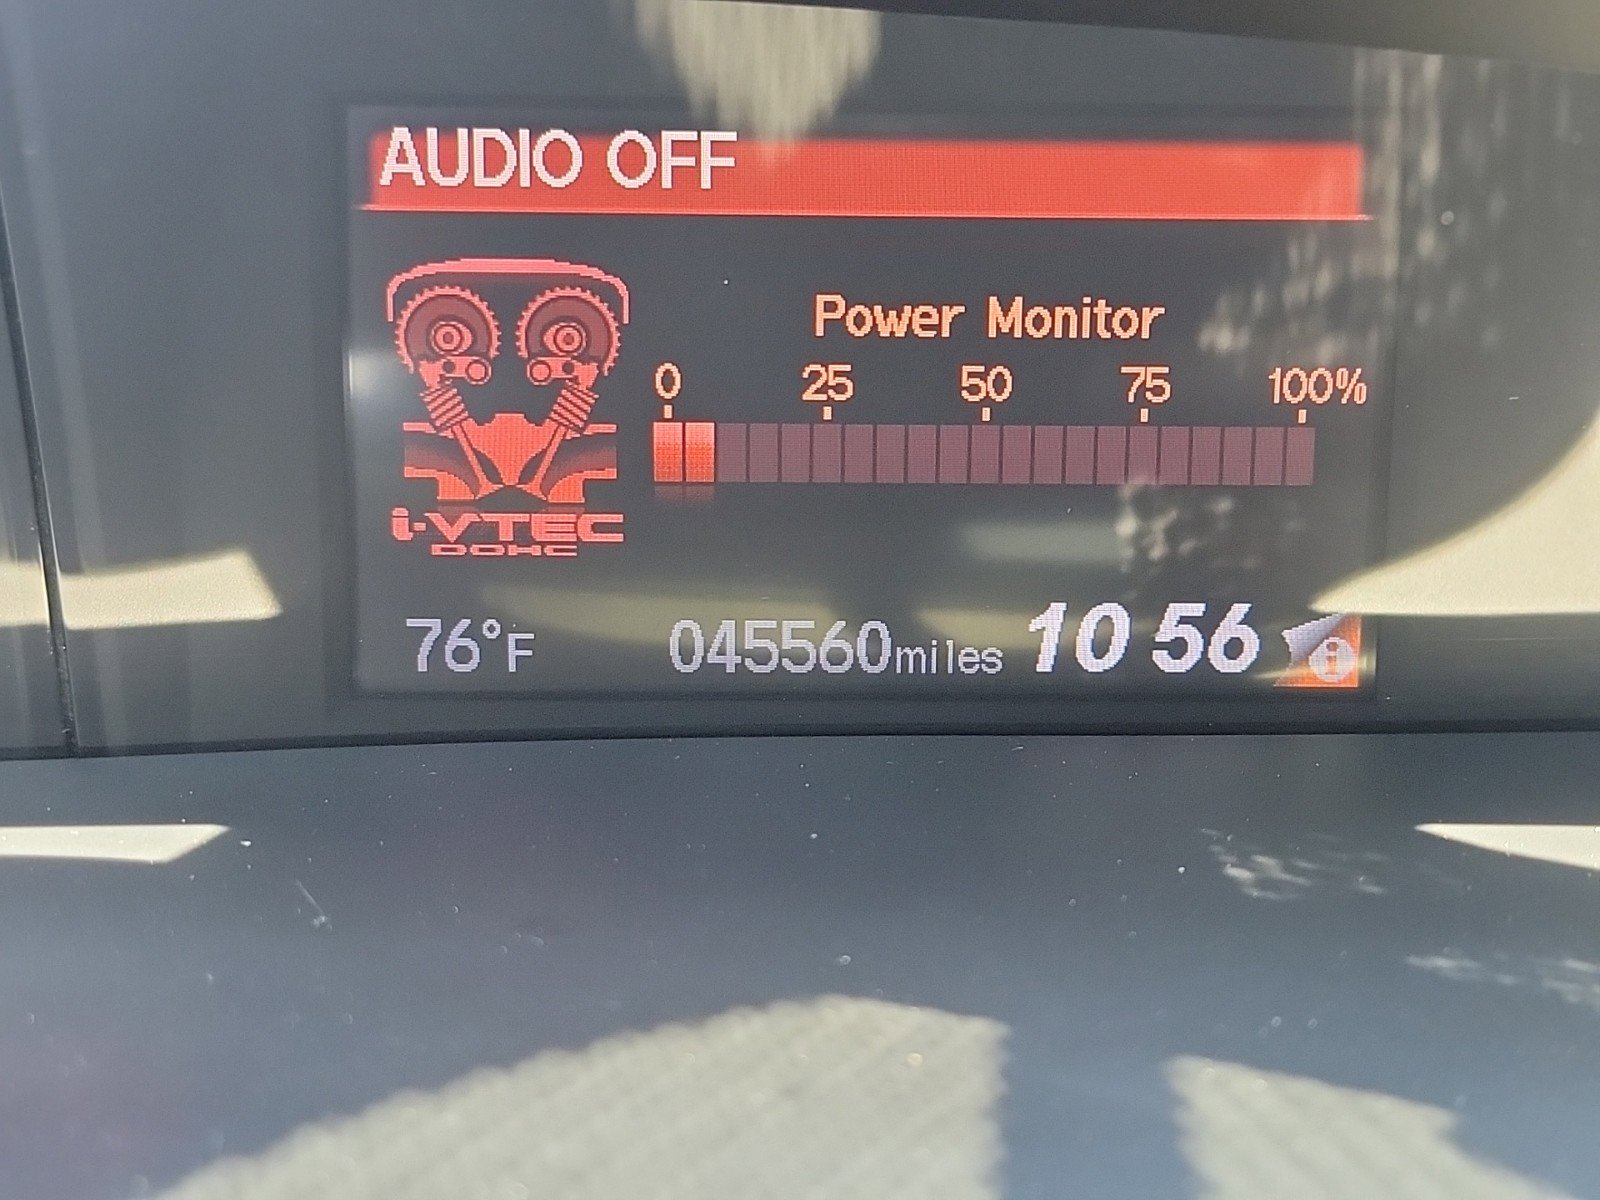 AUDIO OFF
Power Monitor
0 25 50 75 100%
i-VTEC
DOHC
76°F 045560miles 10 56 i